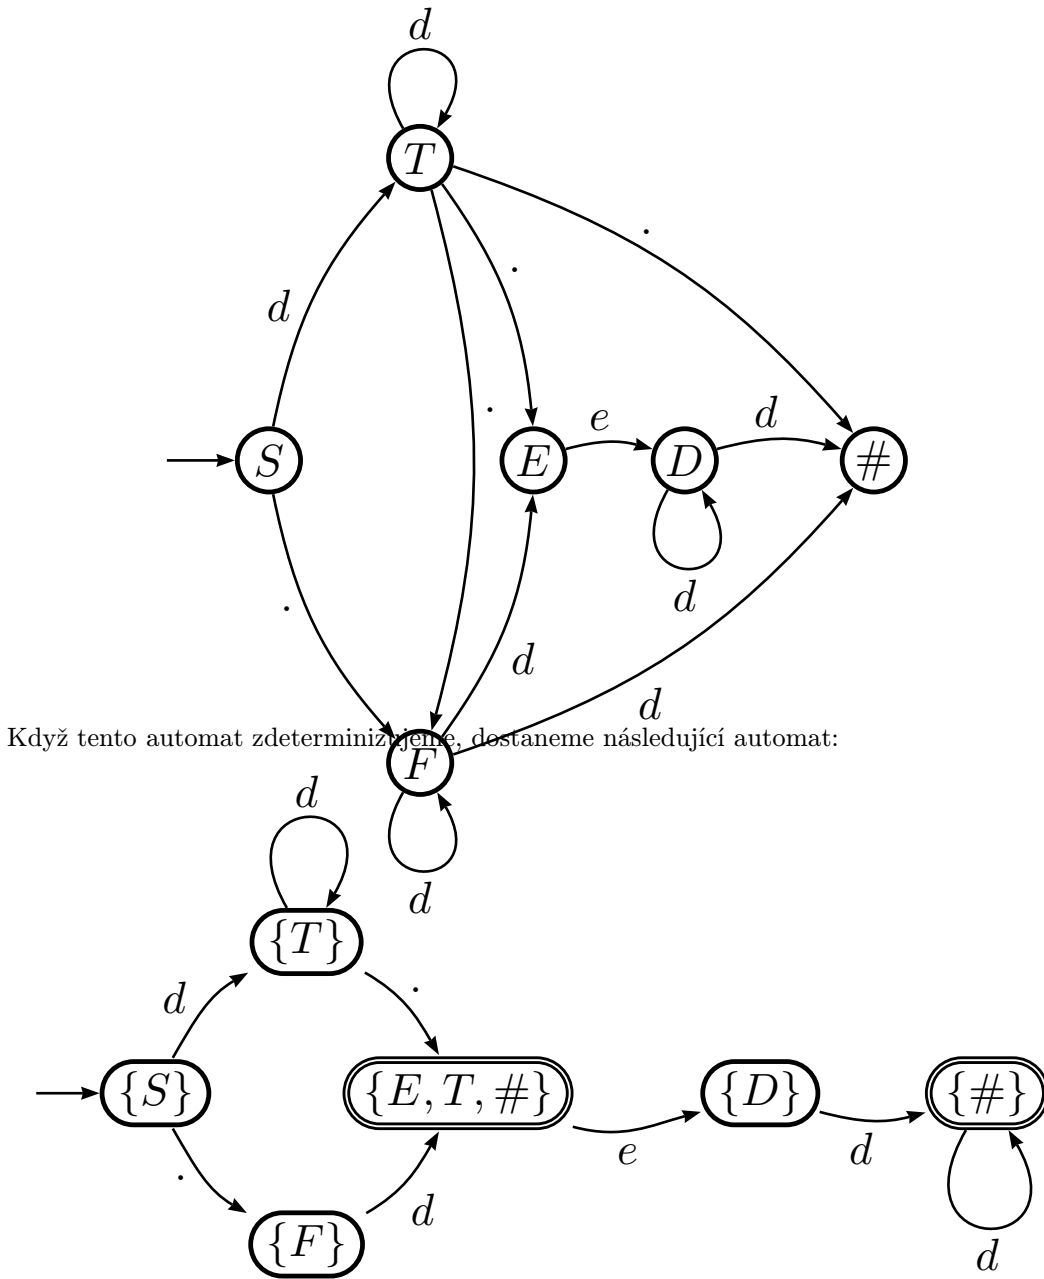 d
T
.
.
d
.
e
d
S
E
D
#
d
.
d
d
Když tento automat zdeterminizujeme, dostaneme následující automat:
F
d
d
{T}
.
d
{S}
{E, T, #}
{D}
{#}
e
d
.
d
{F}
d